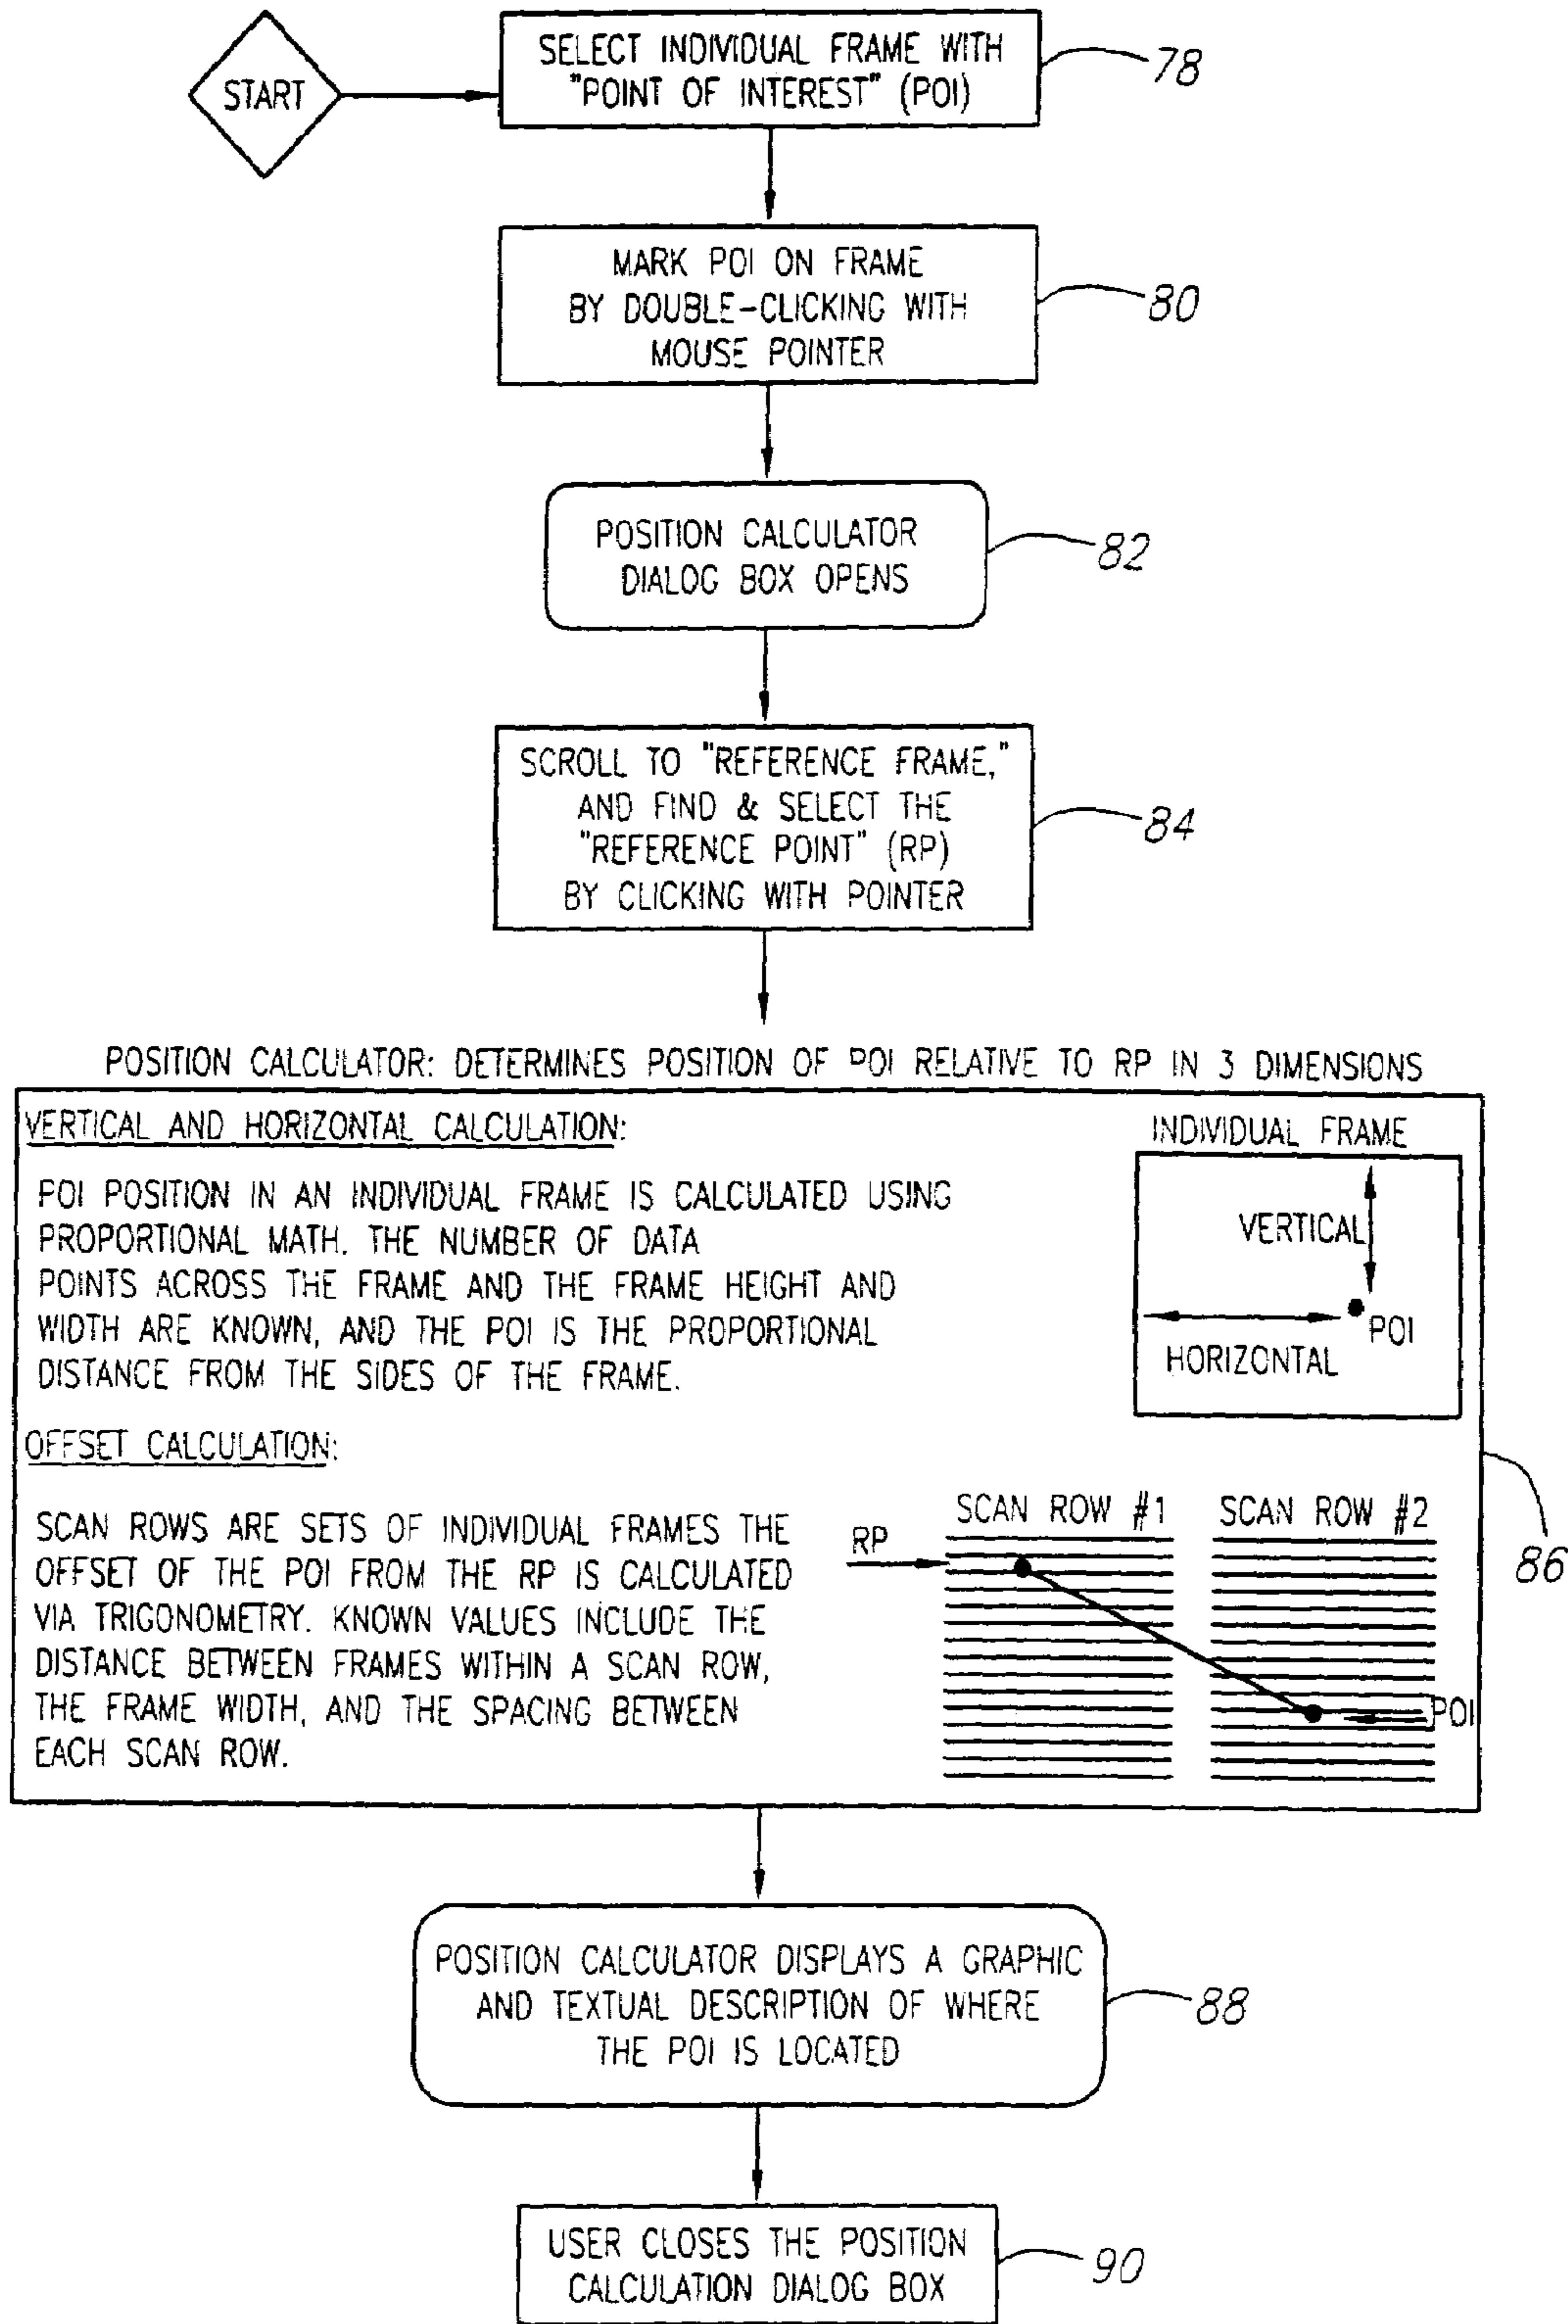 START
SELECT INDIVIDUAL FRAME WITH
"POINT OF INTEREST" (POI)
78
MARK POI ON FRAME
BY DOUBLE-CLICKING WITH
MOUSE POINTER
80
POSITION CALCULATOR
DIALOG BOX OPENS
82
SCROLL TO "REFERENCE FRAME,"
AND FIND & SELECT THE
"REFERENCE POINT" (RP)
BY CLICKING WITH POINTER
84
POSITION CALCULATOR: DETERMINES POSITION OF POI RELATIVE TO RP IN 3 DIMENSIONS
VERTICAL AND HORIZONTAL CALCULATION:
POI POSITION IN AN INDIVIDUAL FRAME IS CALCULATED USING
PROPORTIONAL MATH. THE NUMBER OF DATA
POINTS ACROSS THE FRAME AND THE FRAME HEIGHT AND
WIDTH ARE KNOWN, AND THE POI IS THE PROPORTIONAL
DISTANCE FROM THE SIDES OF THE FRAME.
INDIVIDUAL FRAME
VERTICAL
POI
HORIZONTAL
OFFSET CALCULATION:
SCAN ROWS ARE SETS OF INDIVIDUAL FRAMES THE
OFFSET OF THE POI FROM THE RP IS CALCULATED
VIA TRIGONOMETRY. KNOWN VALUES INCLUDE THE
DISTANCE BETWEEN FRAMES WITHIN A SCAN ROW,
THE FRAME WIDTH, AND THE SPACING BETWEEN
EACH SCAN ROW.
SCAN ROW #1
SCAN ROW #2
RP
POI
86
POSITION CALCULATOR DISPLAYS A GRAPHIC
AND TEXTUAL DESCRIPTION OF WHERE
THE POI IS LOCATED
88
USER CLOSES THE POSITION
CALCULATION DIALOG BOX
90